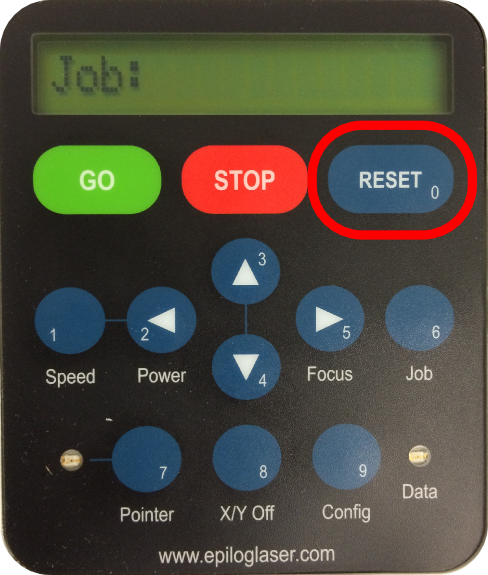 Job:
GO STOP RESET 0
3
1 2 5 6
4
Speed Power Focus Job
7 8 9
Data
Pointer X/Y Off Config
www.epiloglaser.com